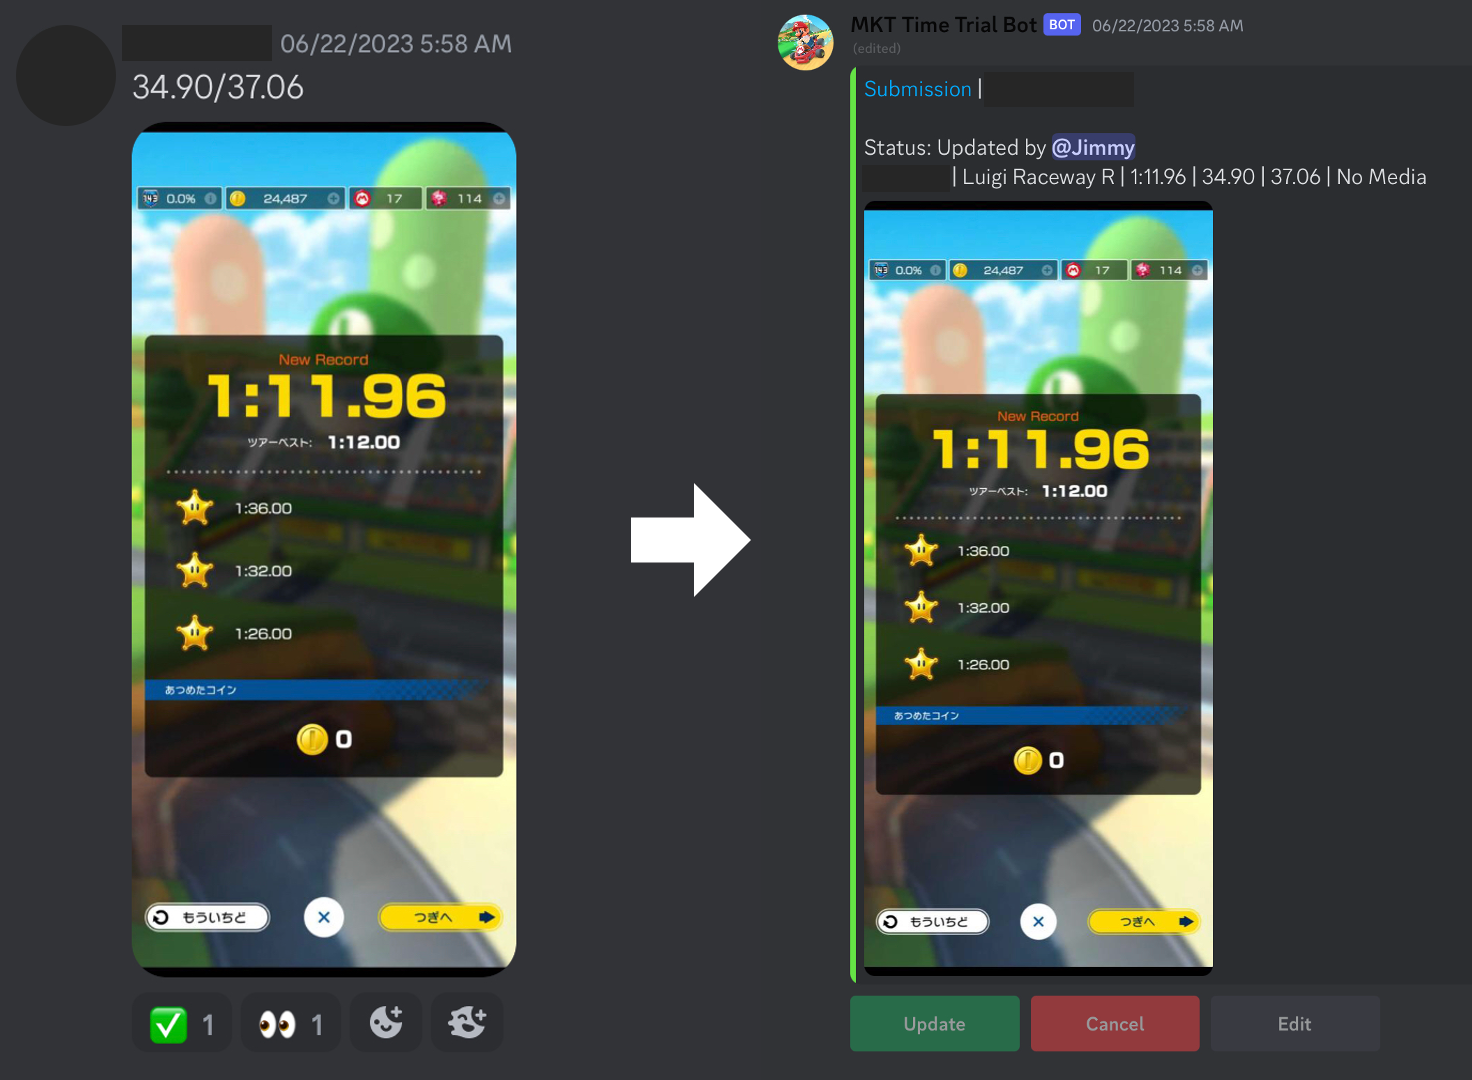 06/22/2023 5:58 AM
34.90/37.06
143 0.0% 24,487 17 114
New Record
1:11.96
ツアーベスト: 1:12.00
1:36.00
1:32.00
1:26.00
あつめたコイン
0
もういちど
つぎへ
1 1
MKT Time Trial Bot BOT 06/22/2023 5:58 AM
(edited)
Submission |
Status: Updated by @Jimmy
| Luigi Raceway R | 1:11.96 | 34.90 | 37.06 | No Media
143 0.0% 24,487 17 114
New Record
1:11.96
ツアーベスト: 1:12.00
1:36.00
1:32.00
1:26.00
あつめたコイン
0
もういちど
つぎへ
Update Cancel Edit